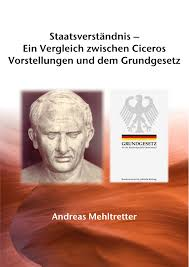 Staatsverständnis –
Ein Vergleich zwischen Ciceros
Vorstellungen und dem Grundgesetz
GRUNDGESETZ
Andreas Mehltretter